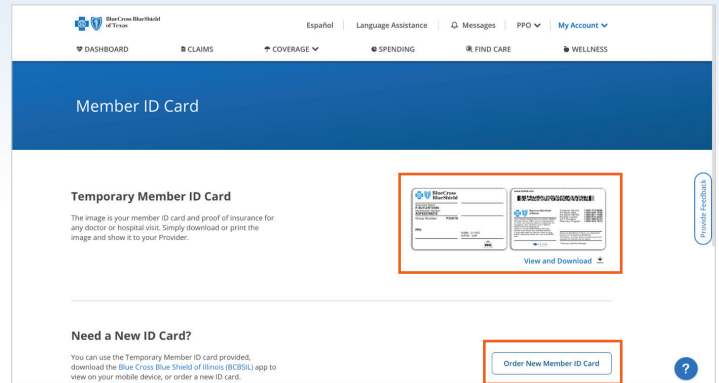 BlueCross BlueShield
of Texas
Español
Language Assistance
Messages
PPO
My Account
DASHBOARD
CLAIMS
COVERAGE
SPENDING
FIND CARE
WELLNESS
Member ID Card
Temporary Member ID Card
The image is your member ID card and proof of insurance for
any doctor or hospital visit. Simply download or print the
image and show it to your Provider.
BlueCross
BlueShield
Group Number
PPO
View and Download
Provide Feedback
Need a New ID Card?
You can use the Temporary Member ID card provided,
download the Blue Cross Blue Shield of Illinois (BCBSIL) app to
view on your mobile device, or order a new ID card.
Order New Member ID Card
?